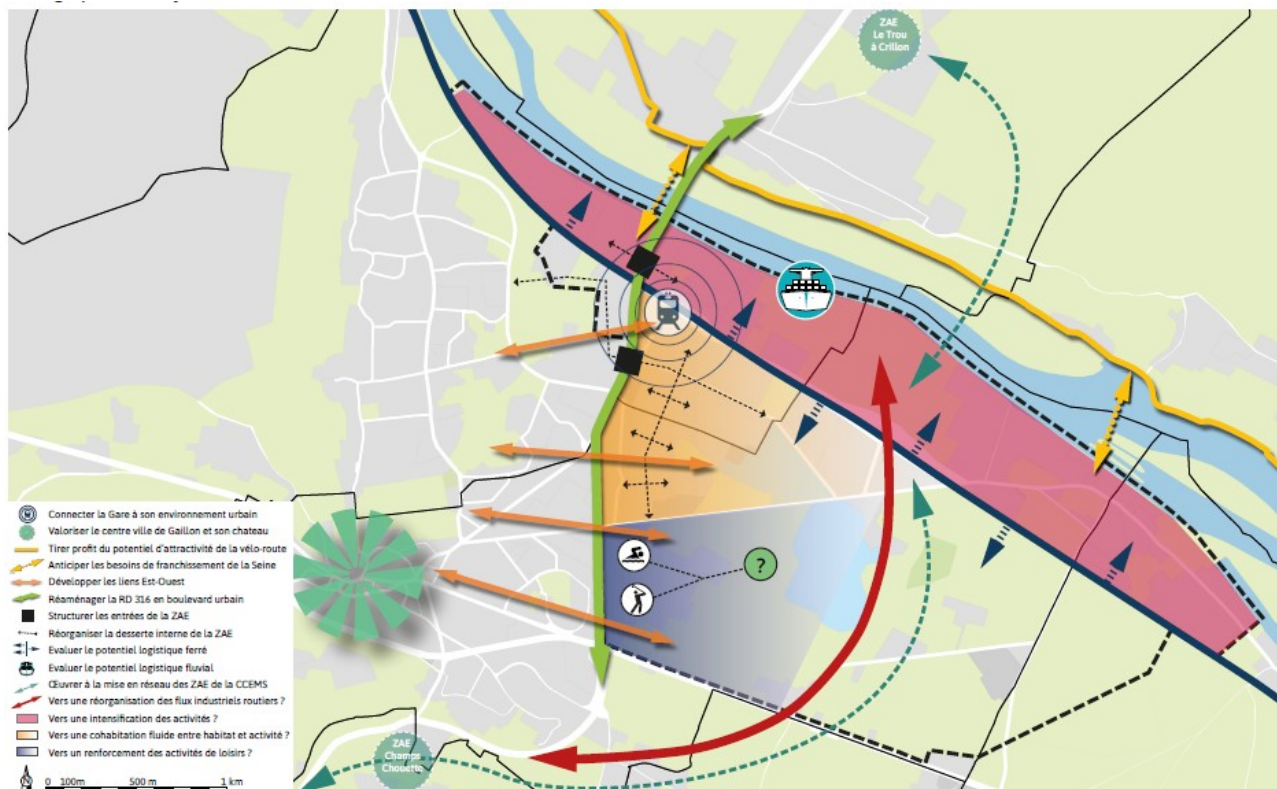 ZAE
Le Trou
à Crillon
?
Connecter la Gare à son environnement urbain
Valoriser le centre ville de Gaillon et son chateau
Tirer profit du potentiel d'attractivité de la vélo-route
Anticiper les besoins de franchissement de la Seine
Développer les liens Est-Ouest
Réaménager la RD 316 en boulevard urbain
Structurer les entrées de la ZAE
Réorganiser la desserte interne de la ZAE
Evaluer le potentiel logistique ferré
Evaluer le potentiel logistique fluvial
Œuvrer à la mise en réseau des ZAE de la CCEMS
Vers une réorganisation des flux industriels routiers ?
Vers une intensification des activités ?
Vers une cohabitation fluide entre habitat et activité ?
Vers un renforcement des activités de loisirs ?
N 0 100m 500 m 1 km
ZAE
Champs
Chouette